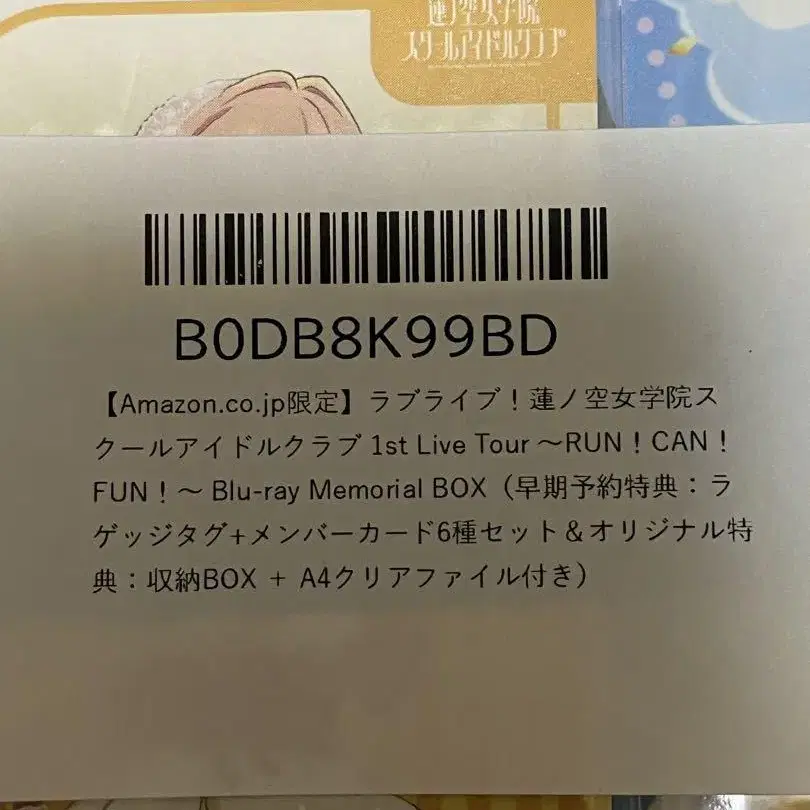 蓮ノ空女学院
スクールアイドルクラブ
B0DB8K99BD
【Amazon.co.jp限定】ラブライブ！蓮ノ空女学院ス
クールアイドルクラブ 1st Live Tour ～RUN！CAN！
FUN！～ Blu-ray Memorial BOX（早期予約特典：ラ
ゲッジタグ+メンバーカード6種セット＆オリジナル特
典：収納BOX + A4クリアファイル付き）